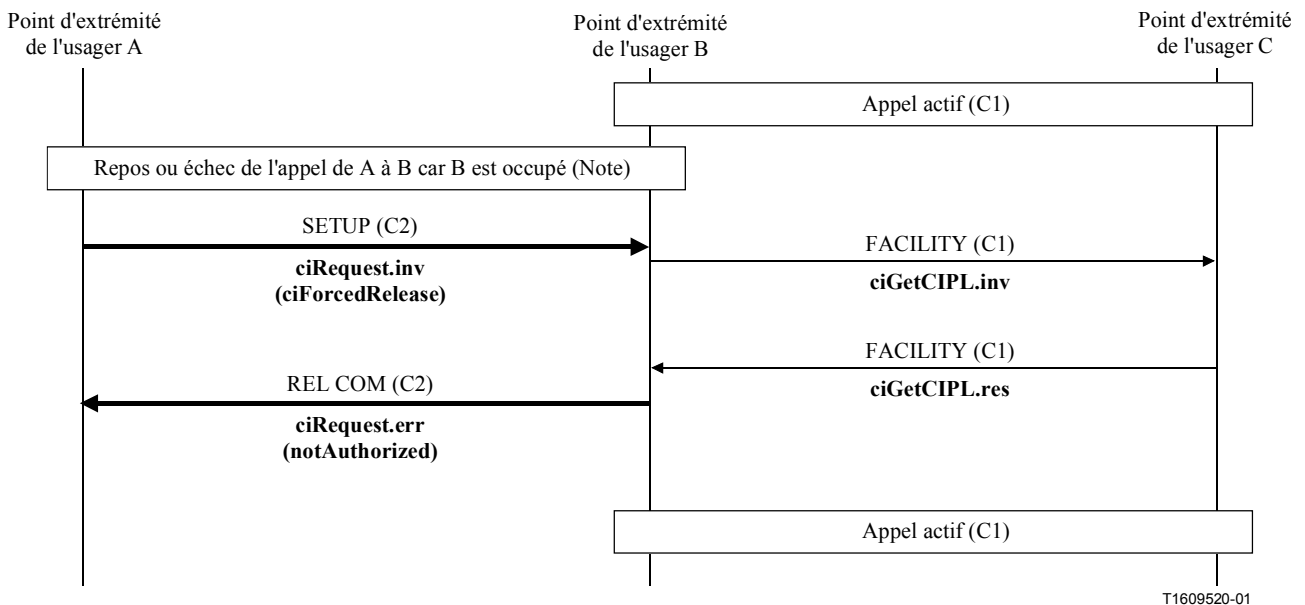 Point d'extrémité
de l'usager A
Point d'extrémité
de l'usager B
Point d'extrémité
de l'usager C
Appel actif (C1)
Repos ou échec de l'appel de A à B car B est occupé (Note)
SETUP (C2)
ciRequest.inv
(ciForcedRelease)
FACILITY (C1)
ciGetCIPL.inv
FACILITY (C1)
ciGetCIPL.res
REL COM (C2)
ciRequest.err
(notAuthorized)
Appel actif (C1)
T1609520-01